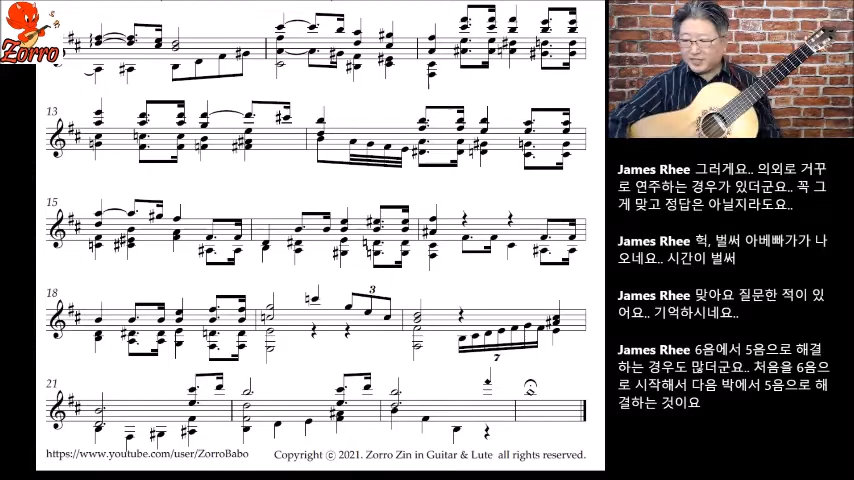 Zorro
13
15
18
3
7
21
https://www.youtube.com/user/ZorroBabo
Copyright © 2021. Zorro Zin in Guitar & Lute all rights reserved.
James Rhee 그러게요.. 의외로 거꾸
로 연주하는 경우가 있더군요.. 꼭 그
게 맞고 정답은 아닐지라도요..
James Rhee 헉, 벌써 아베빠가가 나
오네요.. 시간이 벌써
James Rhee 맞아요 질문한 적이 있
어요.. 기억하시네요..
James Rhee 6음에서 5음으로 해결
하는 경우도 많더군요.. 처음을 6음으
로 시작해서 다음 박에서 5음으로 해
결하는 것이요